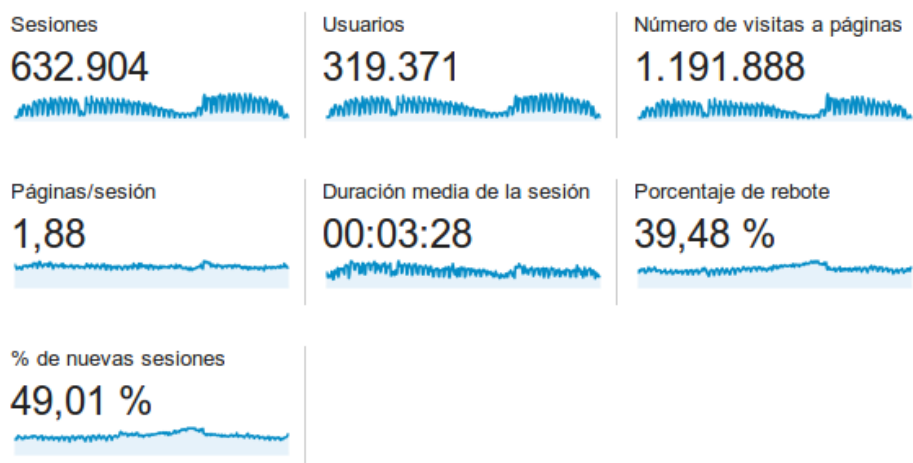 Sesiones
632.904
Usuarios
319.371
Número de visitas a páginas
1.191.888
Páginas/sesión
1,88
Duración media de la sesión
00:03:28
Porcentaje de rebote
39,48 %
% de nuevas sesiones
49,01 %